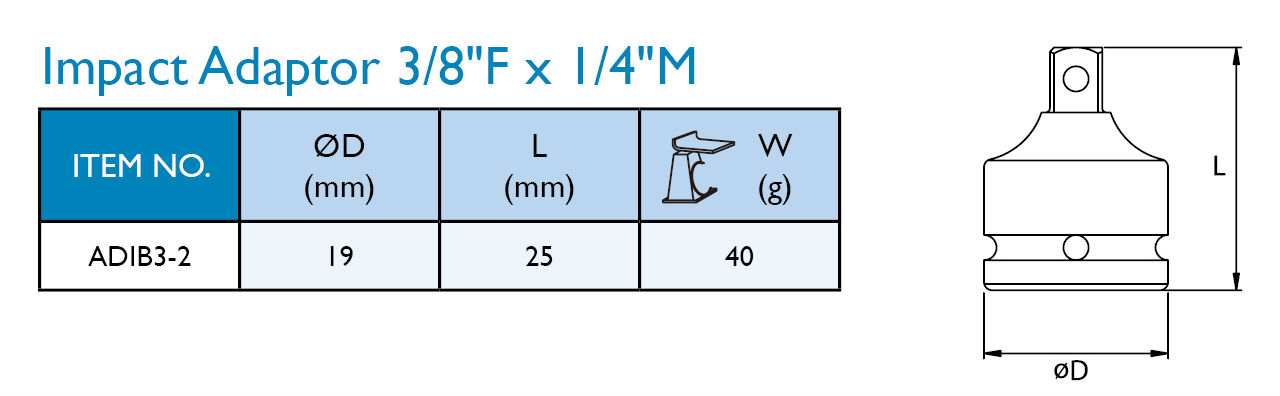 Impact Adaptor 3/8"F x 1/4"M
ITEM NO. ØD (mm) L (mm) W (g)
ADIB3-2 19 25 40
L
øD